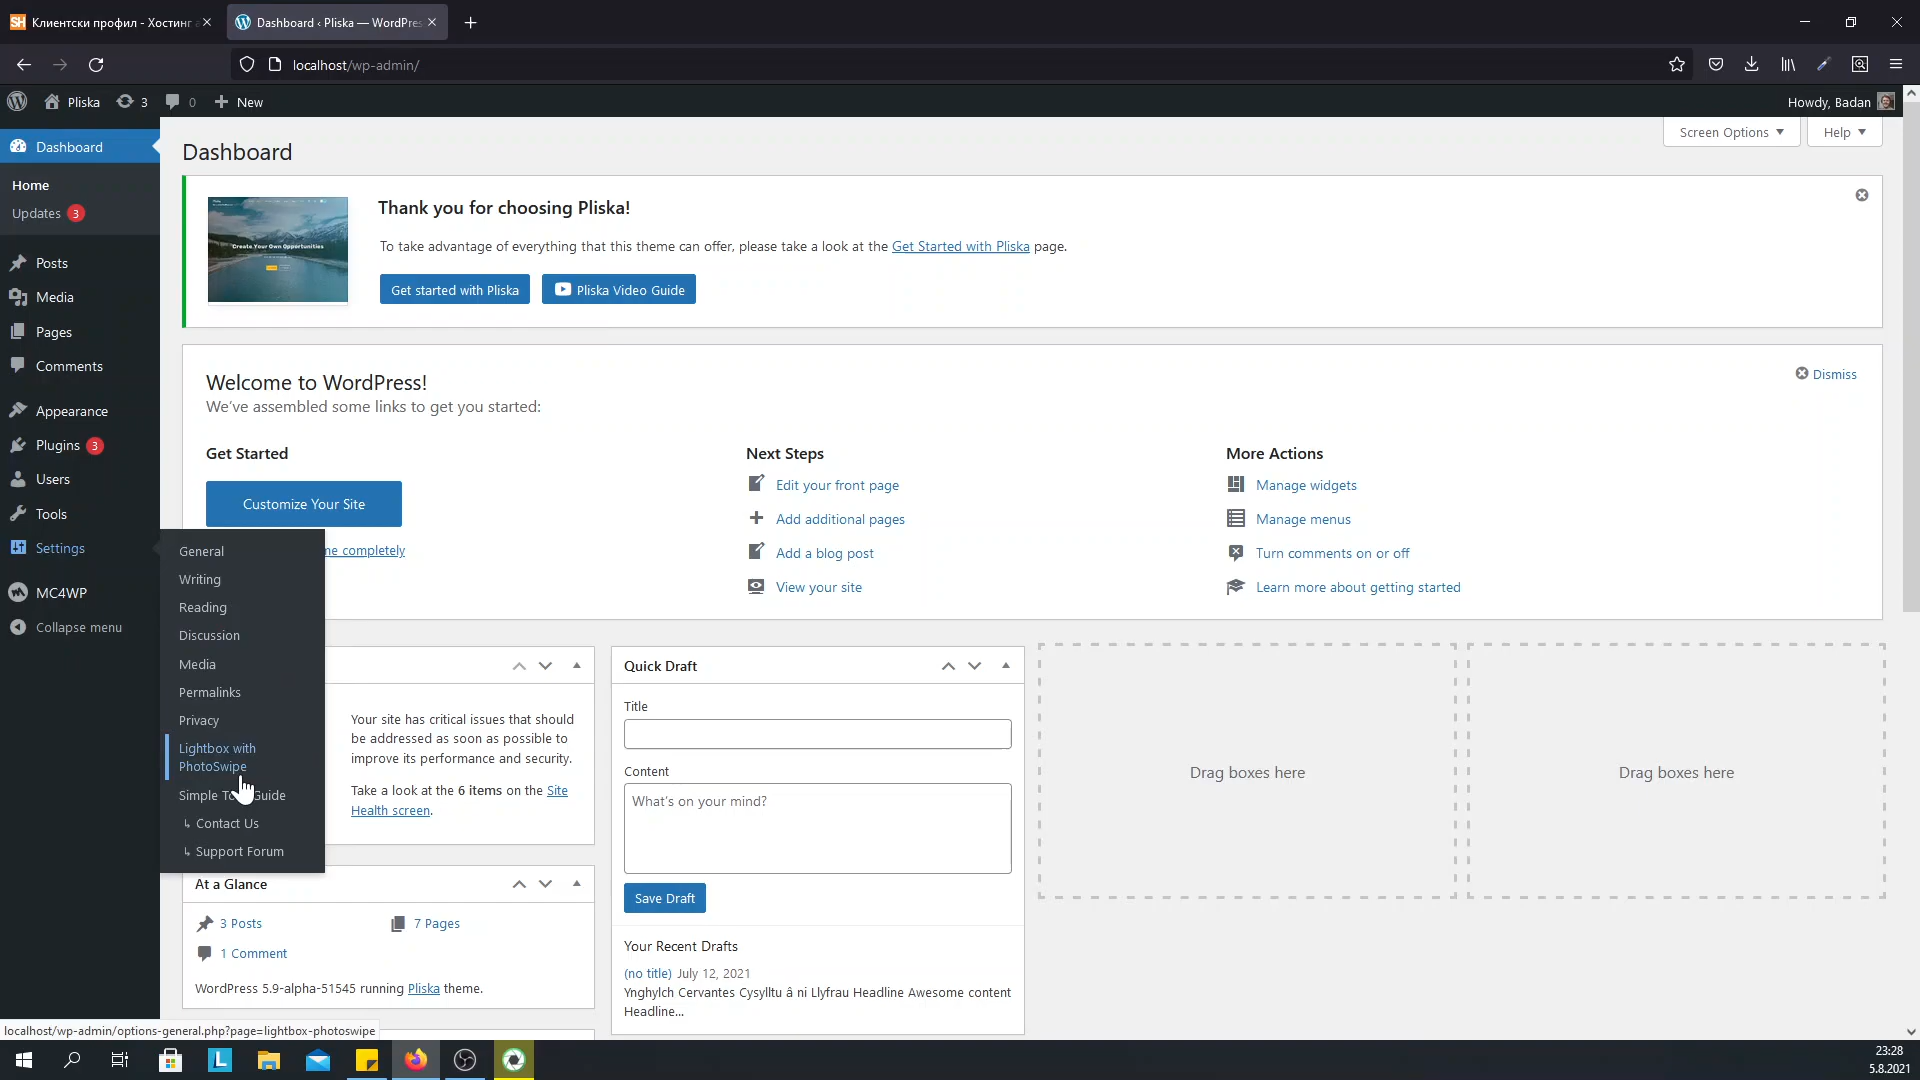 SH Клиентски профил - Хостинг
Dashboard ‹ Pliska — WordPres
localhost/wp-admin/
Pliska 3 0 New
Howdy, Badan
Dashboard
Home
Updates 3
Posts
Media
Pages
Comments
Appearance
Plugins 3
Users
Tools
Settings
MC4WP
Collapse menu
General
Writing
Reading
Discussion
Media
Permalinks
Privacy
Lightbox with
PhotoSwipe
Simple Guide
↳ Contact Us
↳ Support Forum
Screen Options
Help
Dashboard
Create Your Own Opportunities
Thank you for choosing Pliska!
To take advantage of everything that this theme can offer, please take a look at the Get Started with Pliska page.
Get started with Pliska
Pliska Video Guide
Welcome to WordPress!
We've assembled some links to get you started:
Dismiss
Get Started
Customize Your Site
me completely
Next Steps
Edit your front page
Add additional pages
Add a blog post
View your site
More Actions
Manage widgets
Manage menus
Turn comments on or off
Learn more about getting started
Your site has critical issues that should
be addressed as soon as possible to
improve its performance and security.
Take a look at the 6 items on the Site
Health screen.
At a Glance
3 Posts
7 Pages
1 Comment
WordPress 5.9-alpha-51545 running Pliska theme.
Quick Draft
Title
Content
What's on your mind?
Save Draft
Your Recent Drafts
(no title) July 12, 2021
Ynghylch Cervantes Cysylltu â ni Llyfrau Headline Awesome content
Headline...
Drag boxes here
Drag boxes here
localhost/wp-admin/options-general.php?page=lightbox-photoswipe
L
23:28
5.8.2021